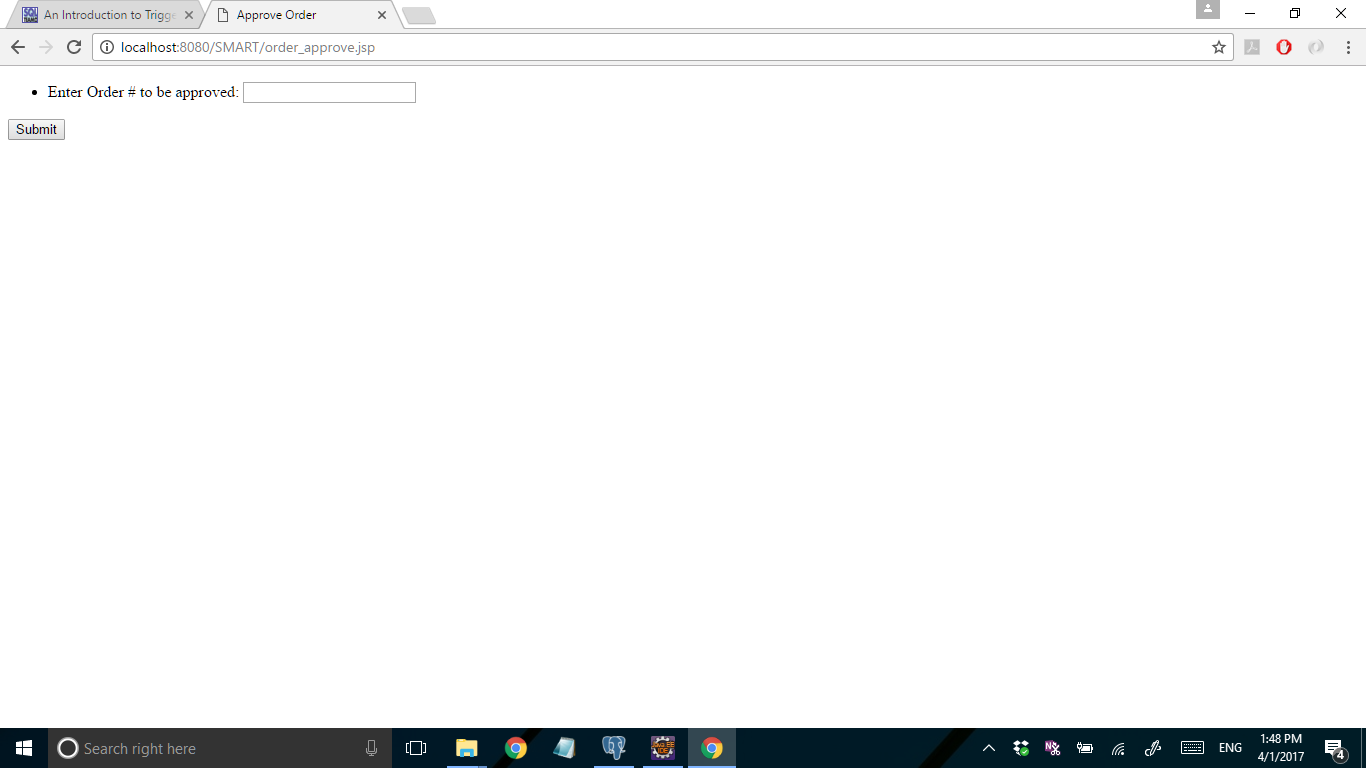 An Introduction to Trigge
Approve Order
localhost:8080/SMART/order_approve.jsp
• Enter Order # to be approved:
Submit
Search right here
ENG
1:48 PM
4/1/2017
4